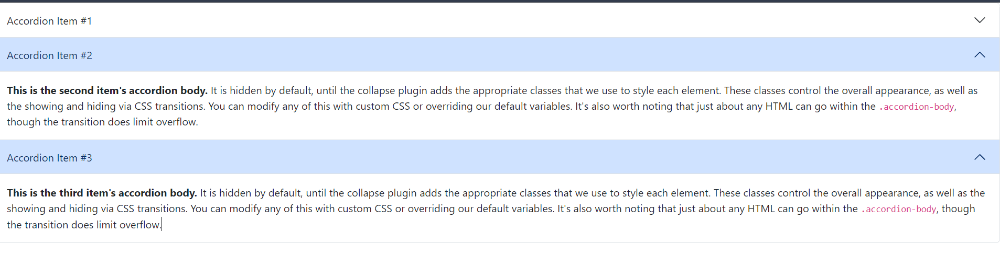 Accordion Item #1
Accordion Item #2
This is the second item's accordion body. It is hidden by default, until the collapse plugin adds the appropriate classes that we use to style each element. These classes control the overall appearance, as well as
the showing and hiding via CSS transitions. You can modify any of this with custom CSS or overriding our default variables. It's also worth noting that just about any HTML can go within the .accordion-body,
though the transition does limit overflow.
Accordion Item #3
This is the third item's accordion body. It is hidden by default, until the collapse plugin adds the appropriate classes that we use to style each element. These classes control the overall appearance, as well as the
showing and hiding via CSS transitions. You can modify any of this with custom CSS or overriding our default variables. It's also worth noting that just about any HTML can go within the .accordion-body, though
the transition does limit overflow.